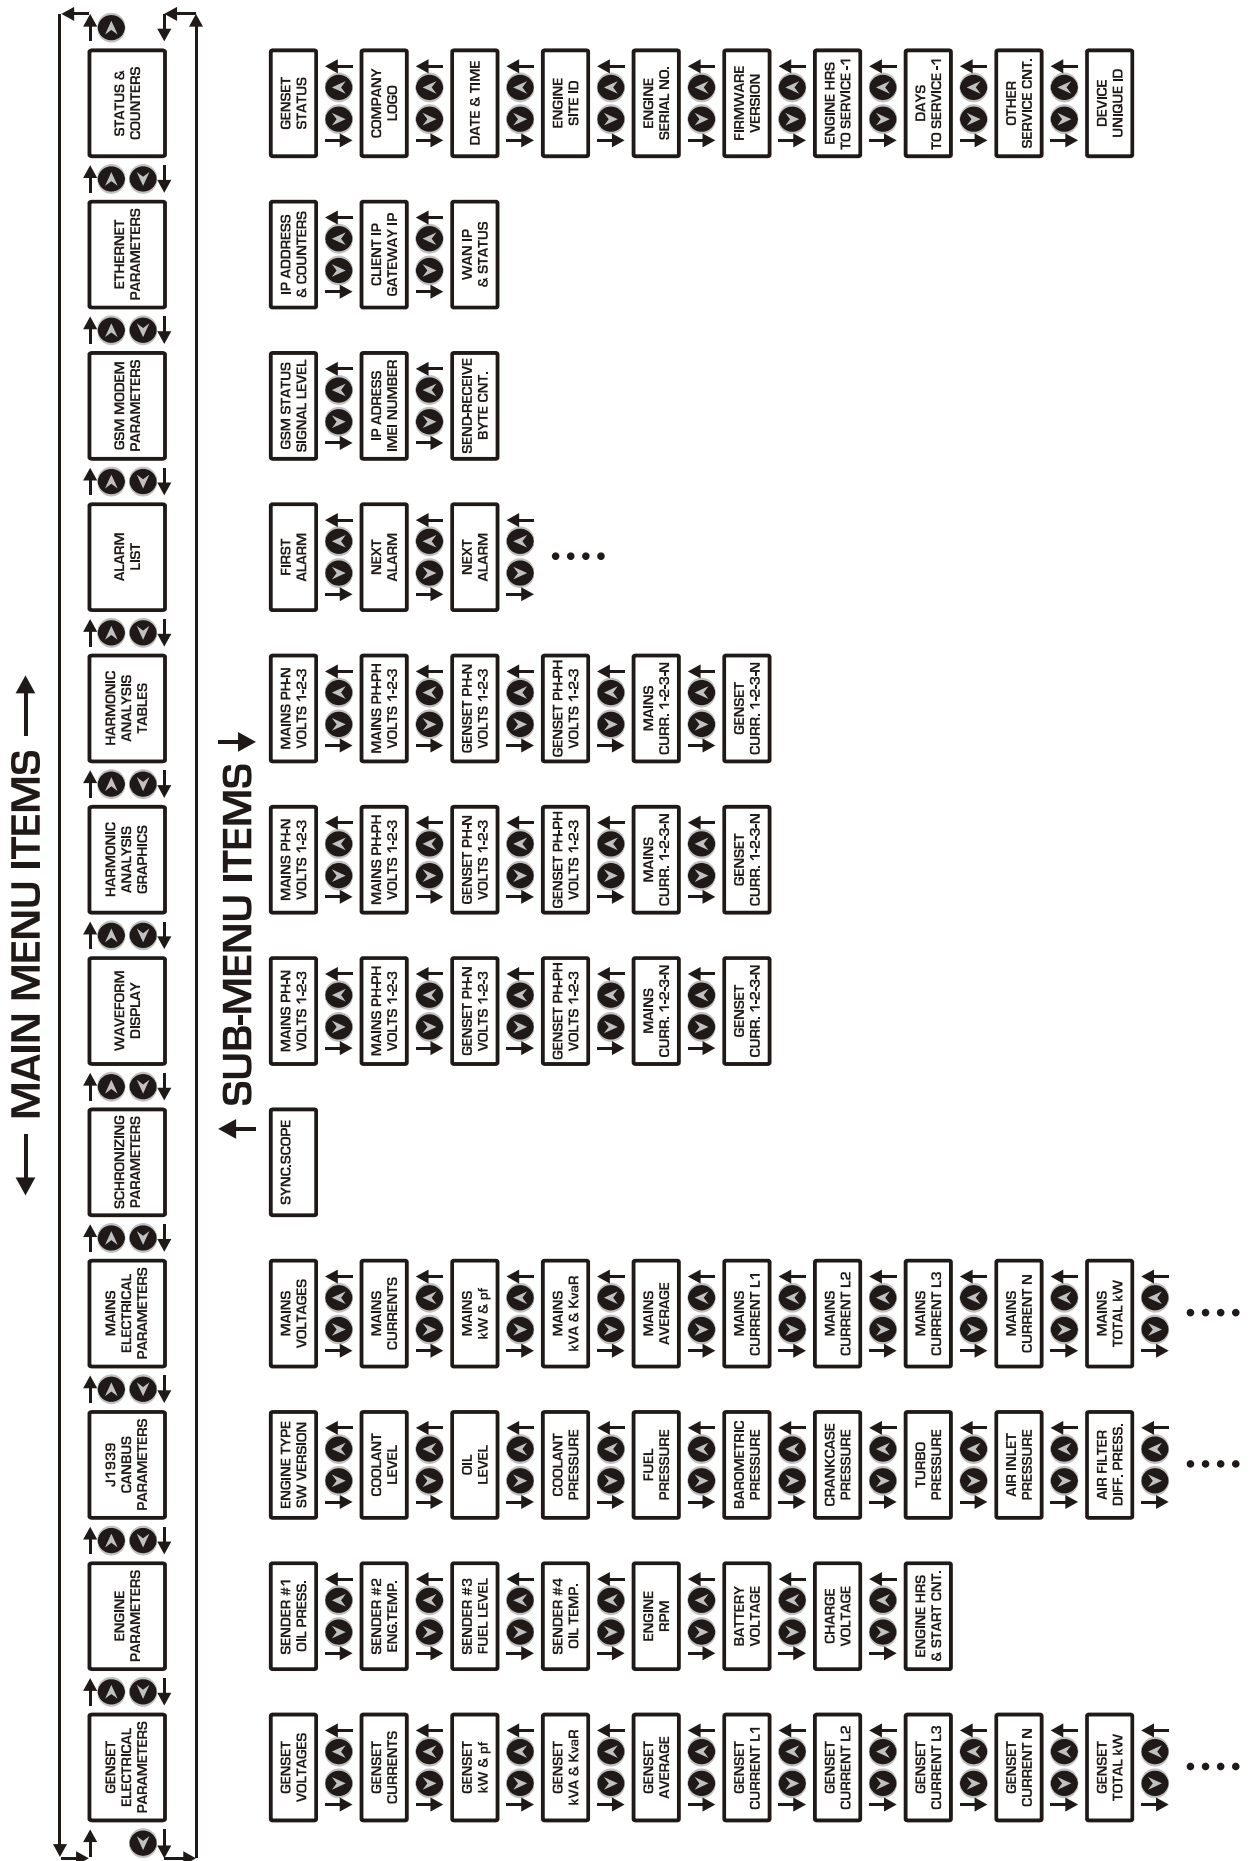 MAIN MENU ITEMS
GENSET
ELECTRICAL
PARAMETERS
ENGINE
PARAMETERS
J1939
CANBUS
PARAMETERS
MAINS
ELECTRICAL
PARAMETERS
SCHRONIZING
PARAMETERS
WAVEFORM
DISPLAY
HARMONIC
ANALYSIS
GRAPHICS
HARMONIC
ANALYSIS
TABLES
ALARM
LIST
GSM MODEM
PARAMETERS
ETHERNET
PARAMETERS
STATUS &
COUNTERS
SUB-MENU ITEMS
GENSET
VOLTAGES
GENSET
CURRENTS
GENSET
kW & pf
GENSET
kVA & KvaR
GENSET
AVERAGE
GENSET
CURRENT L1
GENSET
CURRENT L2
GENSET
CURRENT L3
GENSET
CURRENT N
GENSET
TOTAL kW
SENDER #1
OIL PRESS.
SENDER #2
ENG.TEMP.
SENDER #3
FUEL LEVEL
SENDER #4
OIL TEMP.
ENGINE
RPM
BATTERY
VOLTAGE
CHARGE
VOLTAGE
ENGINE HRS
& START CNT.
ENGINE TYPE
SW VERSION
COOLANT
LEVEL
OIL
LEVEL
COOLANT
PRESSURE
FUEL
PRESSURE
BAROMETRIC
PRESSURE
CRANKCASE
PRESSURE
TURBO
PRESSURE
AIR INLET
PRESSURE
AIR FILTER
DIFF. PRESS.
MAINS
VOLTAGES
MAINS
CURRENTS
MAINS
kW & pf
MAINS
kVA & KvaR
MAINS
AVERAGE
MAINS
CURRENT L1
MAINS
CURRENT L2
MAINS
CURRENT L3
MAINS
CURRENT N
MAINS
TOTAL kW
SYNC.SCOPE
MAINS PH-N
VOLTS 1-2-3
MAINS PH-PH
VOLTS 1-2-3
GENSET PH-N
VOLTS 1-2-3
GENSET PH-PH
VOLTS 1-2-3
MAINS
CURR. 1-2-3-N
GENSET
CURR. 1-2-3-N
MAINS PH-N
VOLTS 1-2-3
MAINS PH-PH
VOLTS 1-2-3
GENSET PH-N
VOLTS 1-2-3
GENSET PH-PH
VOLTS 1-2-3
MAINS
CURR. 1-2-3-N
GENSET
CURR. 1-2-3-N
MAINS PH-N
VOLTS 1-2-3
MAINS PH-PH
VOLTS 1-2-3
GENSET PH-N
VOLTS 1-2-3
GENSET PH-PH
VOLTS 1-2-3
MAINS
CURR. 1-2-3-N
GENSET
CURR. 1-2-3-N
FIRST
ALARM
NEXT
ALARM
NEXT
ALARM
GSM STATUS
SIGNAL LEVEL
IP ADRESS
IMEI NUMBER
SEND-RECEIVE
BYTE CNT.
IP ADDRESS
& COUNTERS
CLIENT IP
GATEWAY IP
WAN IP
& STATUS
GENSET
STATUS
COMPANY
LOGO
DATE & TIME
ENGINE
SITE ID
ENGINE
SERIAL NO.
FIRMWARE
VERSION
ENGINE HRS
TO SERVICE -1
DAYS
TO SERVICE -1
OTHER
SERVICE CNT.
DEVICE
UNIQUE ID